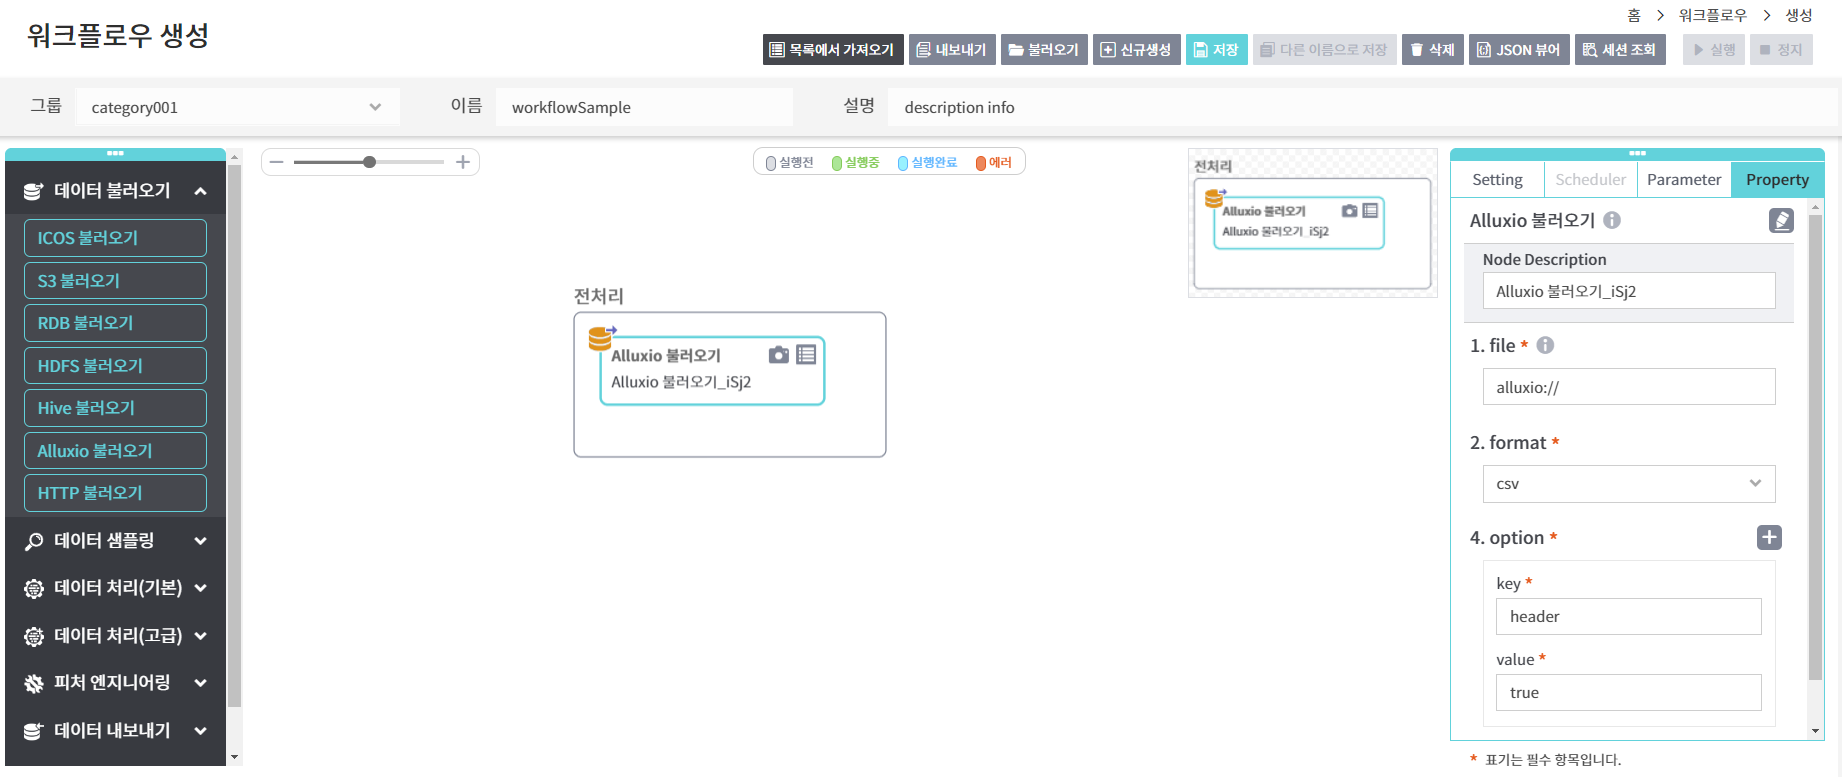 워크플로우 생성
홈 > 워크플로우 > 생성
목록에서 가져오기 내보내기 불러오기 신규생성 저장 다른 이름으로 저장 삭제 JSON 뷰어 세션 조회 실행 정지
그룹 category001 이름 workflowSample 설명 description info
데이터 불러오기
ICOS 불러오기
S3 불러오기
RDB 불러오기
HDFS 불러오기
Hive 불러오기
Alluxio 불러오기
HTTP 불러오기
데이터 샘플링
데이터 처리(기본)
데이터 처리(고급)
피처 엔지니어링
데이터 내보내기
실행전 실행중 실행완료 에러
전처리
Alluxio 불러오기
Alluxio 불러오기_iSj2
전처리
Alluxio 불러오기
Alluxio 불러오기_iSj2
Setting Scheduler Parameter Property
Alluxio 불러오기
Node Description
Alluxio 불러오기_iSj2
1. file *
alluxio://
2. format *
csv
4. option *
key *
header
value *
true
* 표기는 필수 항목입니다.